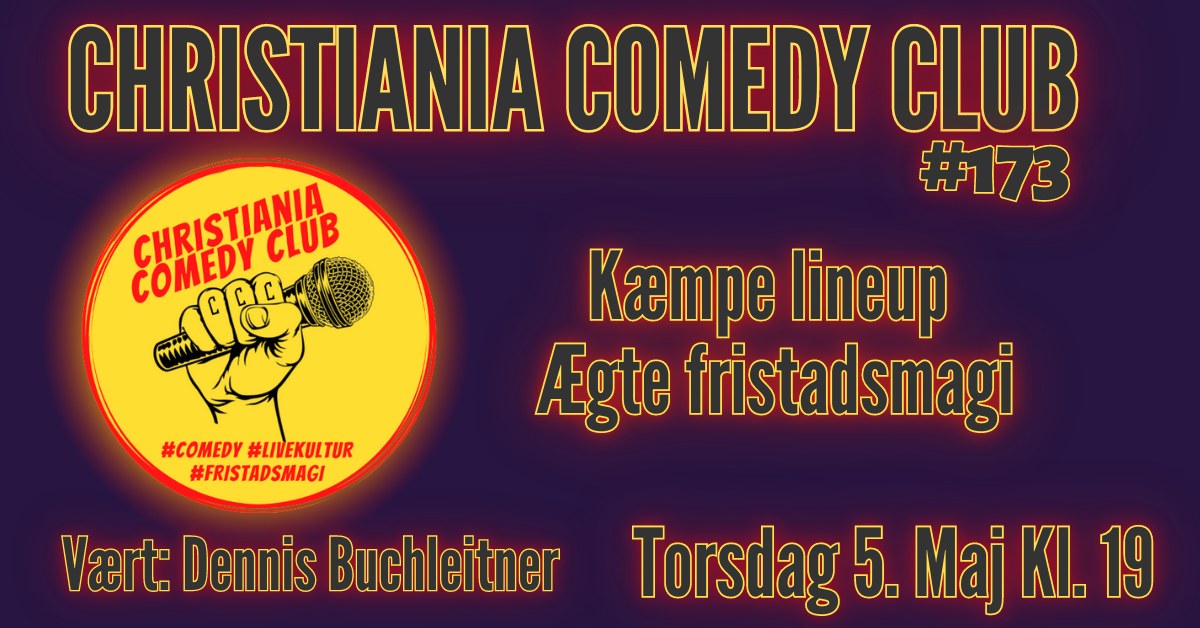 CHRISTIANIA COMEDY CLUB
#173
CHRISTIANIA
COMEDY CLUB
C C C
#COMEDY #LIVEKULTUR
#FRISTADSMAGI
Kæmpe lineup
Ægte fristadsmagi
Vært: Dennis Buchleitner
Torsdag 5. Maj Kl. 19